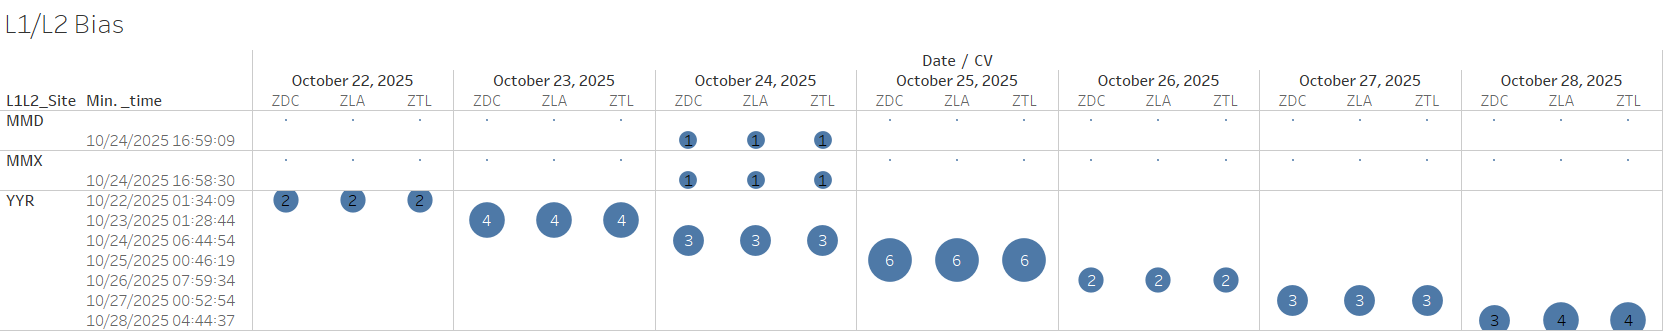 L1/L2 Bias
Date / CV
October 22, 2025 October 23, 2025 October 24, 2025 October 25, 2025 October 26, 2025 October 27, 2025 October 28, 2025
L1L2_Site Min. _time ZDC ZLA ZTL ZDC ZLA ZTL ZDC ZLA ZTL ZDC ZLA ZTL ZDC ZLA ZTL ZDC ZLA ZTL ZDC ZLA ZTL
MMD
10/24/2025 16:59:09 1 1 1
MMX
10/24/2025 16:58:30 1 1 1
YYR 10/22/2025 01:34:09 2 2 2
10/23/2025 01:28:44 4 4 4
10/24/2025 06:44:54 3 3 3
10/25/2025 00:46:19 6 6 6
10/26/2025 07:59:34 2 2 2
10/27/2025 00:52:54 3 3 3
10/28/2025 04:44:37 3 4 4